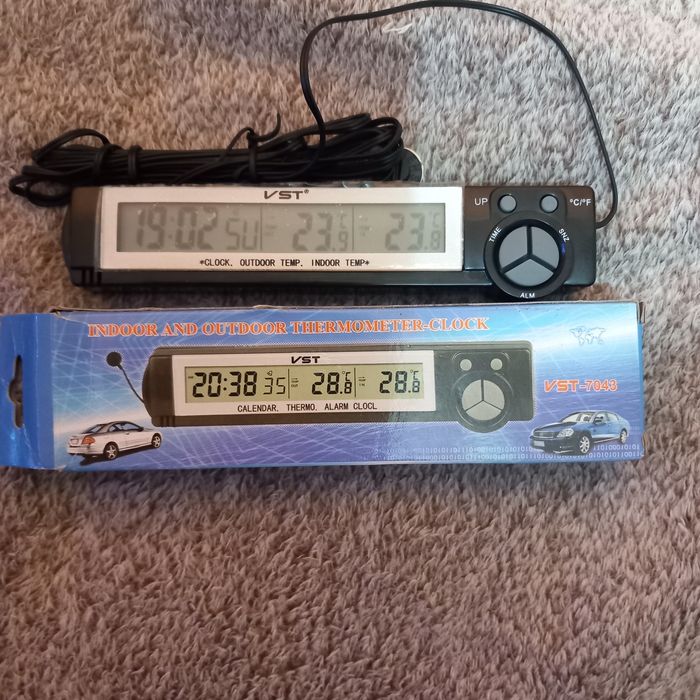 VST®
19:02 SU 23.9 °C 23.8 °C
*CLOCK. OUTDOOR TEMP. INDOOR TEMP*
UP °C/°F
TIME SNZ
ALM
INDOOR AND OUTDOOR THERMOMETER-CLOCK
VST
20:38 35 28.8 °C 28.8 °C
CALENDAR. THERMO. ALARM CLOCL
VST-7043